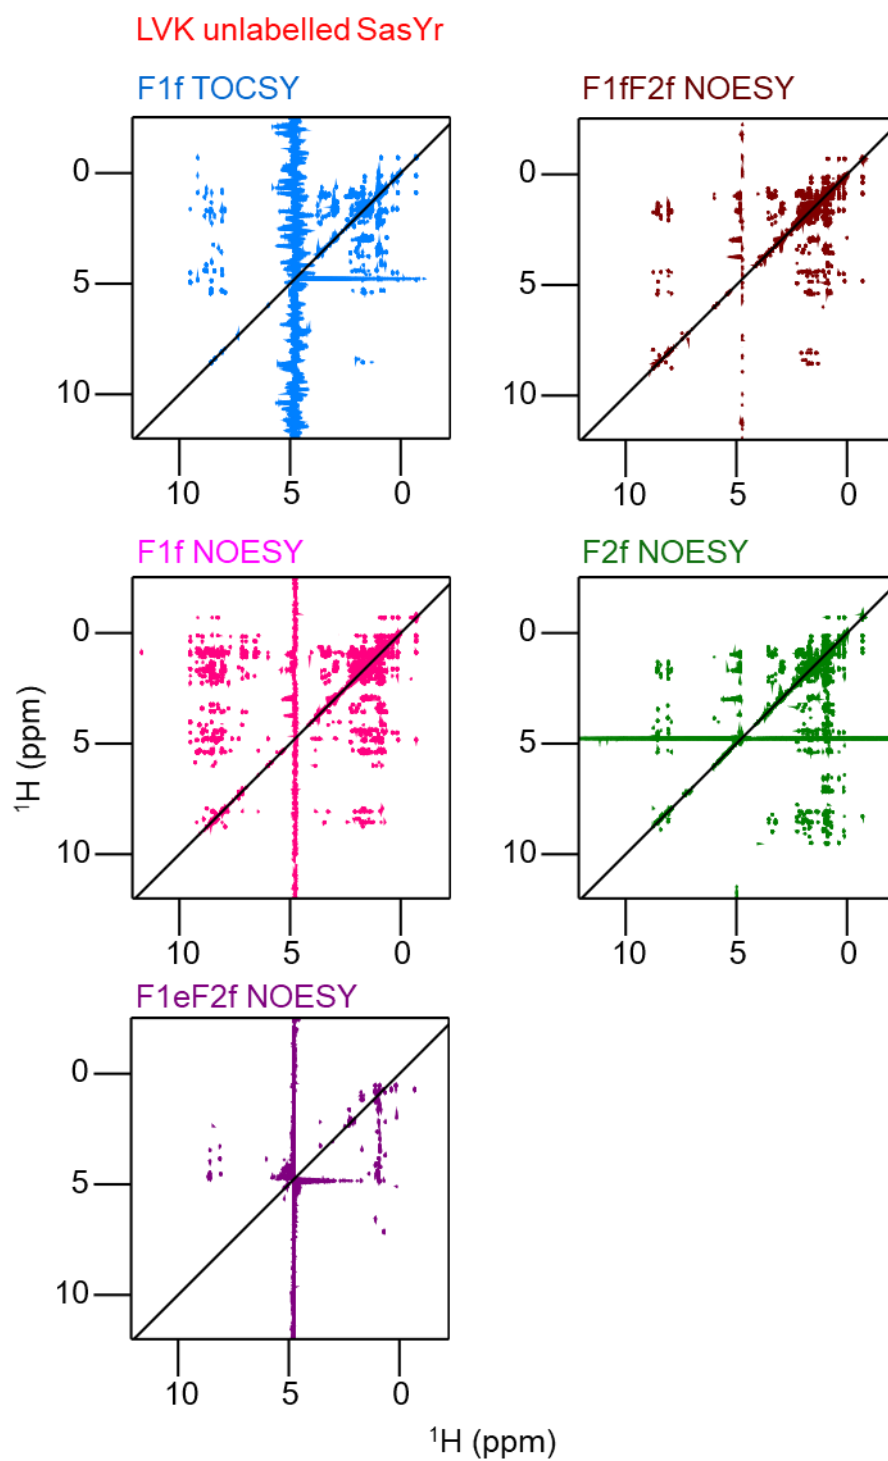 LVK unlabelled SasYr
F1f TOCSY
F1fF2f NOESY
0
5
10
10 5 0
0
5
10
10 5 0
F1f NOESY
F2f NOESY
0
5
10
10 5 0
0
5
10
10 5 0
¹H (ppm)
F1eF2f NOESY
0
5
10
10 5 0
¹H (ppm)